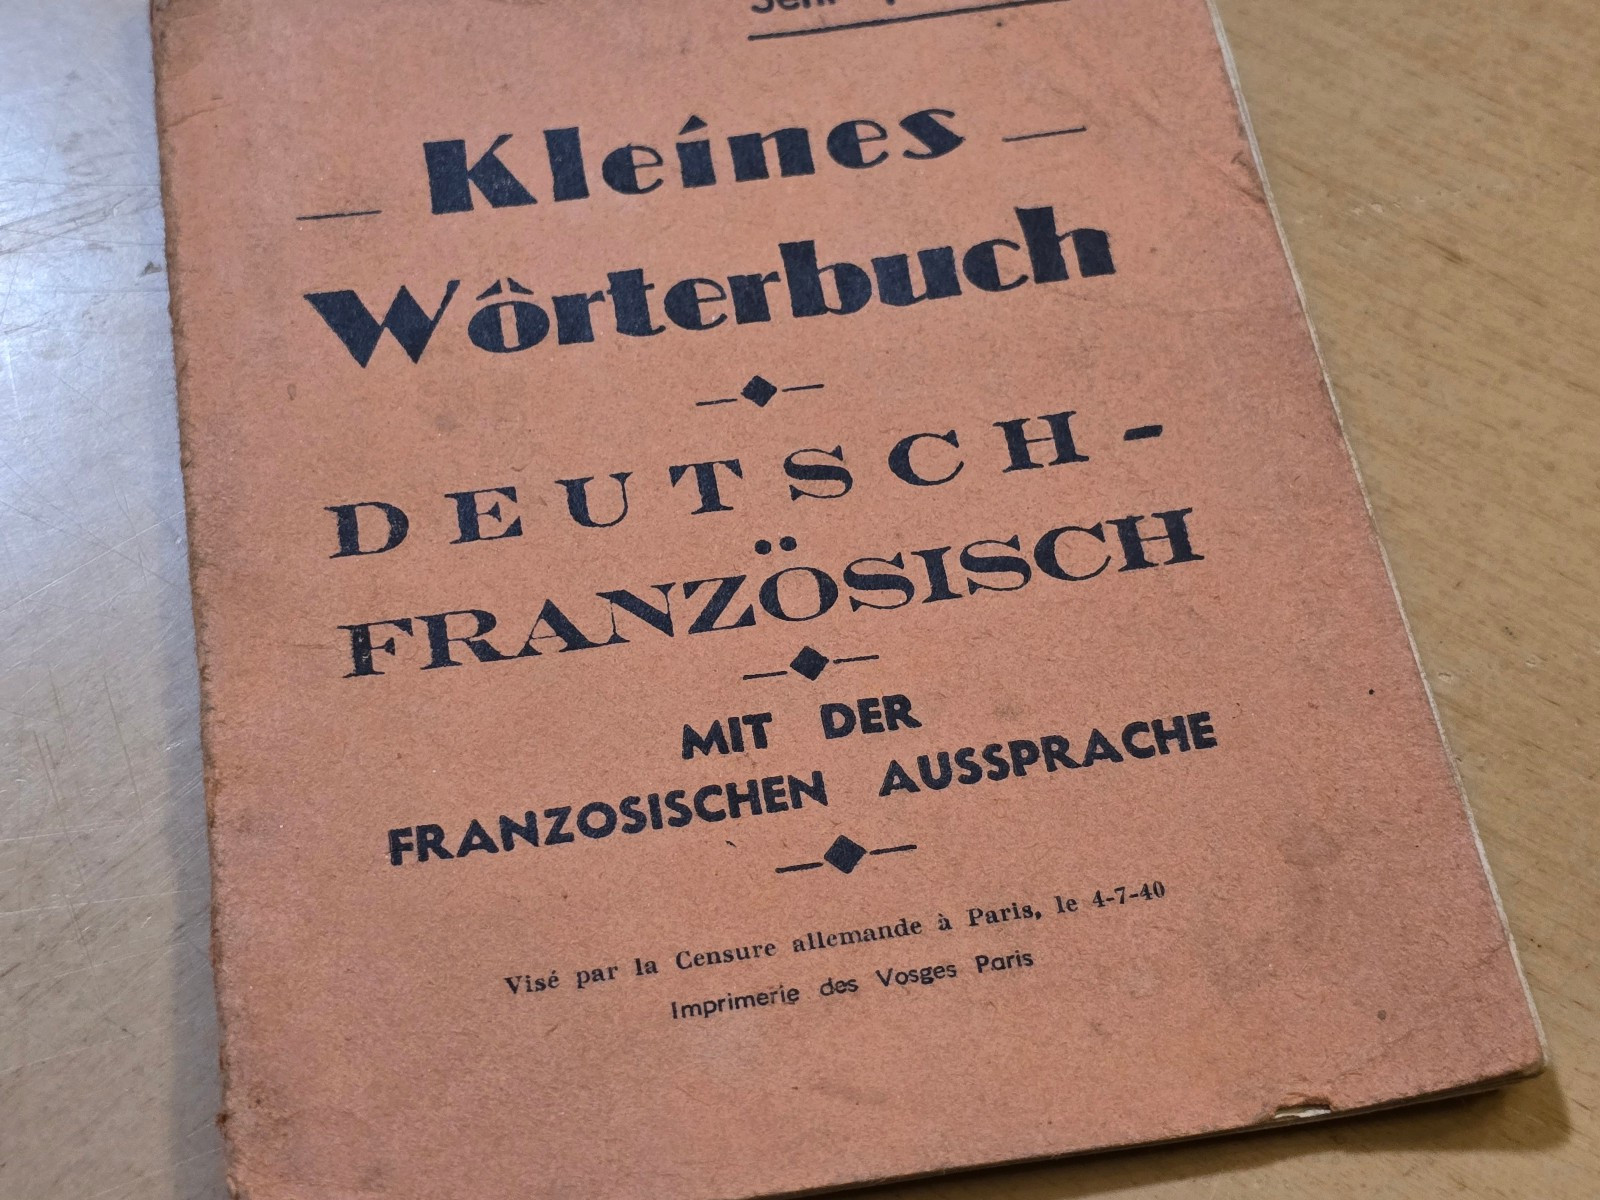 — Kleines —
Wôrterbuch
DEUTSCH-
FRANZÖSISCH
MIT DER
FRANZOSISCHEN AUSSPRACHE
Visé par la Censure allemande à Paris, le 4-7-40
Imprimerie des Vosges Paris